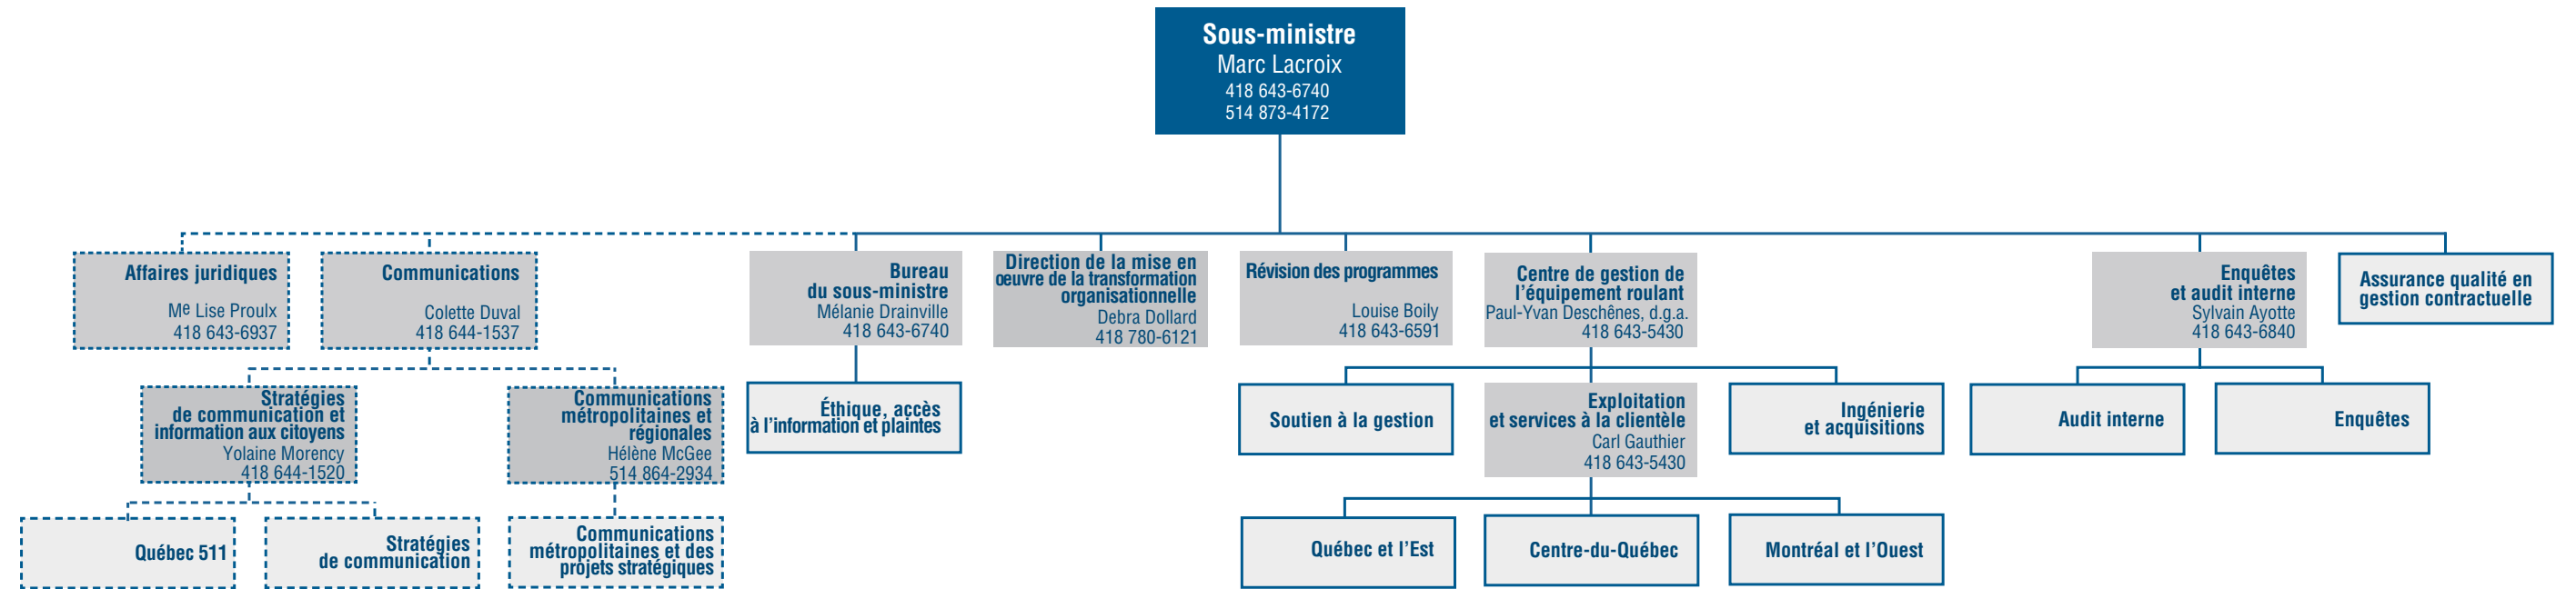 Sous-ministre
Marc Lacroix
418 643-6740
514 873-4172
Affaires juridiques
Me Lise Proulx
418 643-6937
Communications
Colette Duval
418 644-1537
Bureau
du sous-ministre
Mélanie Drainville
418 643-6740
Direction de la mise en
oeuvre de la transformation
organisationnelle
Debra Dollard
418 780-6121
Révision des programmes
Louise Boily
418 643-6591
Centre de gestion de
l'équipement roulant
Paul-Yvan Deschênes, d.g.a.
418 643-5430
Enquêtes
et audit interne
Sylvain Ayotte
418 643-6840
Assurance qualité en
gestion contractuelle
Stratégies
de communication et
information aux citoyens
Yolaine Morency
418 644-1520
Communications
métropolitaines et
régionales
Hélène McGee
514 864-2934
Éthique, accès
à l'information et plaintes
Soutien à la gestion
Exploitation
et services à la clientèle
Carl Gauthier
418 643-5430
Ingénierie
et acquisitions
Audit interne
Enquêtes
Québec 511
Stratégies
de communication
Communications
métropolitaines et des
projets stratégiques
Québec et l'Est
Centre-du-Québec
Montréal et l'Ouest